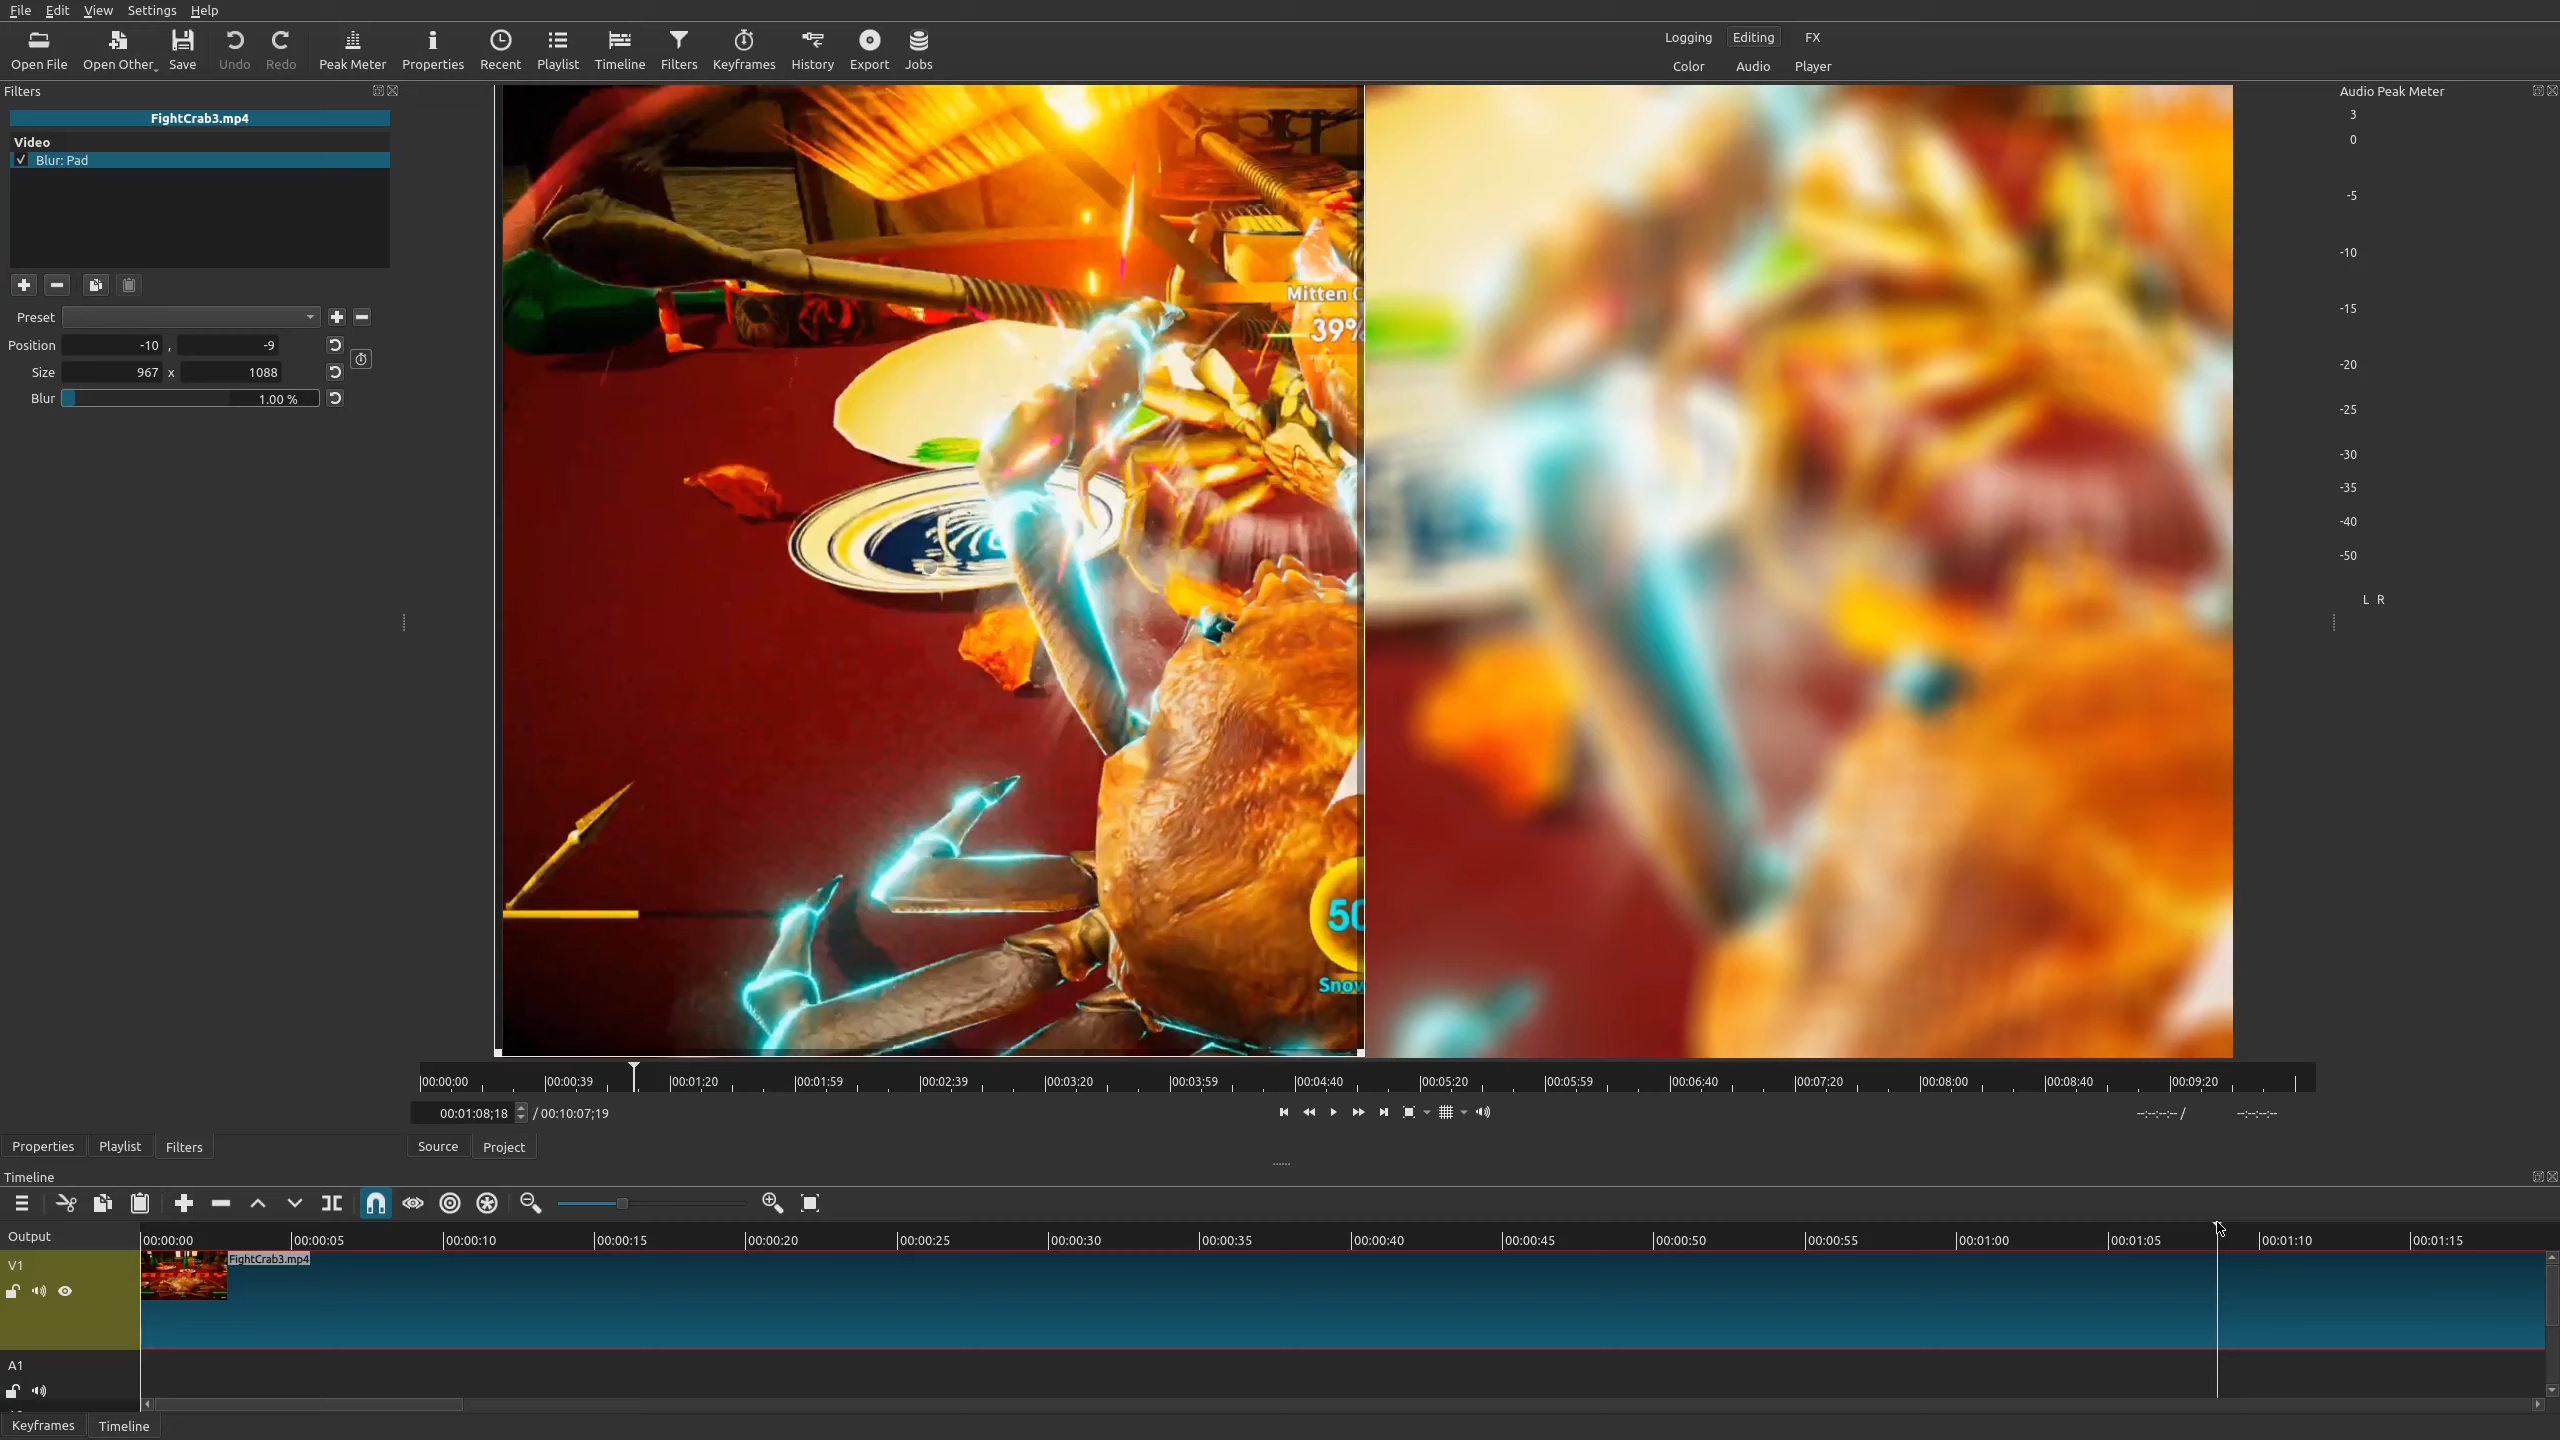 File Edit View Settings Help
Open File Open Other Save Undo Redo Peak Meter Properties Recent Playlist Timeline Filters Keyframes History Export Jobs
Logging Editing FX
Color Audio Player
Filters
FightCrab3.mp4
Video
Blur: Pad
Preset
Position -10 , -9
Size 967 x 1088
Blur 1.00 %
Mitten C
39%
50
Snow
Audio Peak Meter
3
0
-5
-10
-15
-20
-25
-30
-35
-40
-50
L R
00:00:00 00:00:39 00:01:20 00:01:59 00:02:39 00:03:20 00:03:59 00:04:40 00:05:20 00:05:59 00:06:40 00:07:20 00:08:00 00:08:40 00:09:20
00:01:08;18 / 00:10:07;19 --:--:--:-- / --:--:--:--
Properties Playlist Filters Source Project
Timeline
Output 00:00:00 00:00:05 00:00:10 00:00:15 00:00:20 00:00:25 00:00:30 00:00:35 00:00:40 00:00:45 00:00:50 00:00:55 00:01:00 00:01:05 00:01:10 00:01:15
V1 FightCrab3.mp4
A1
Keyframes Timeline